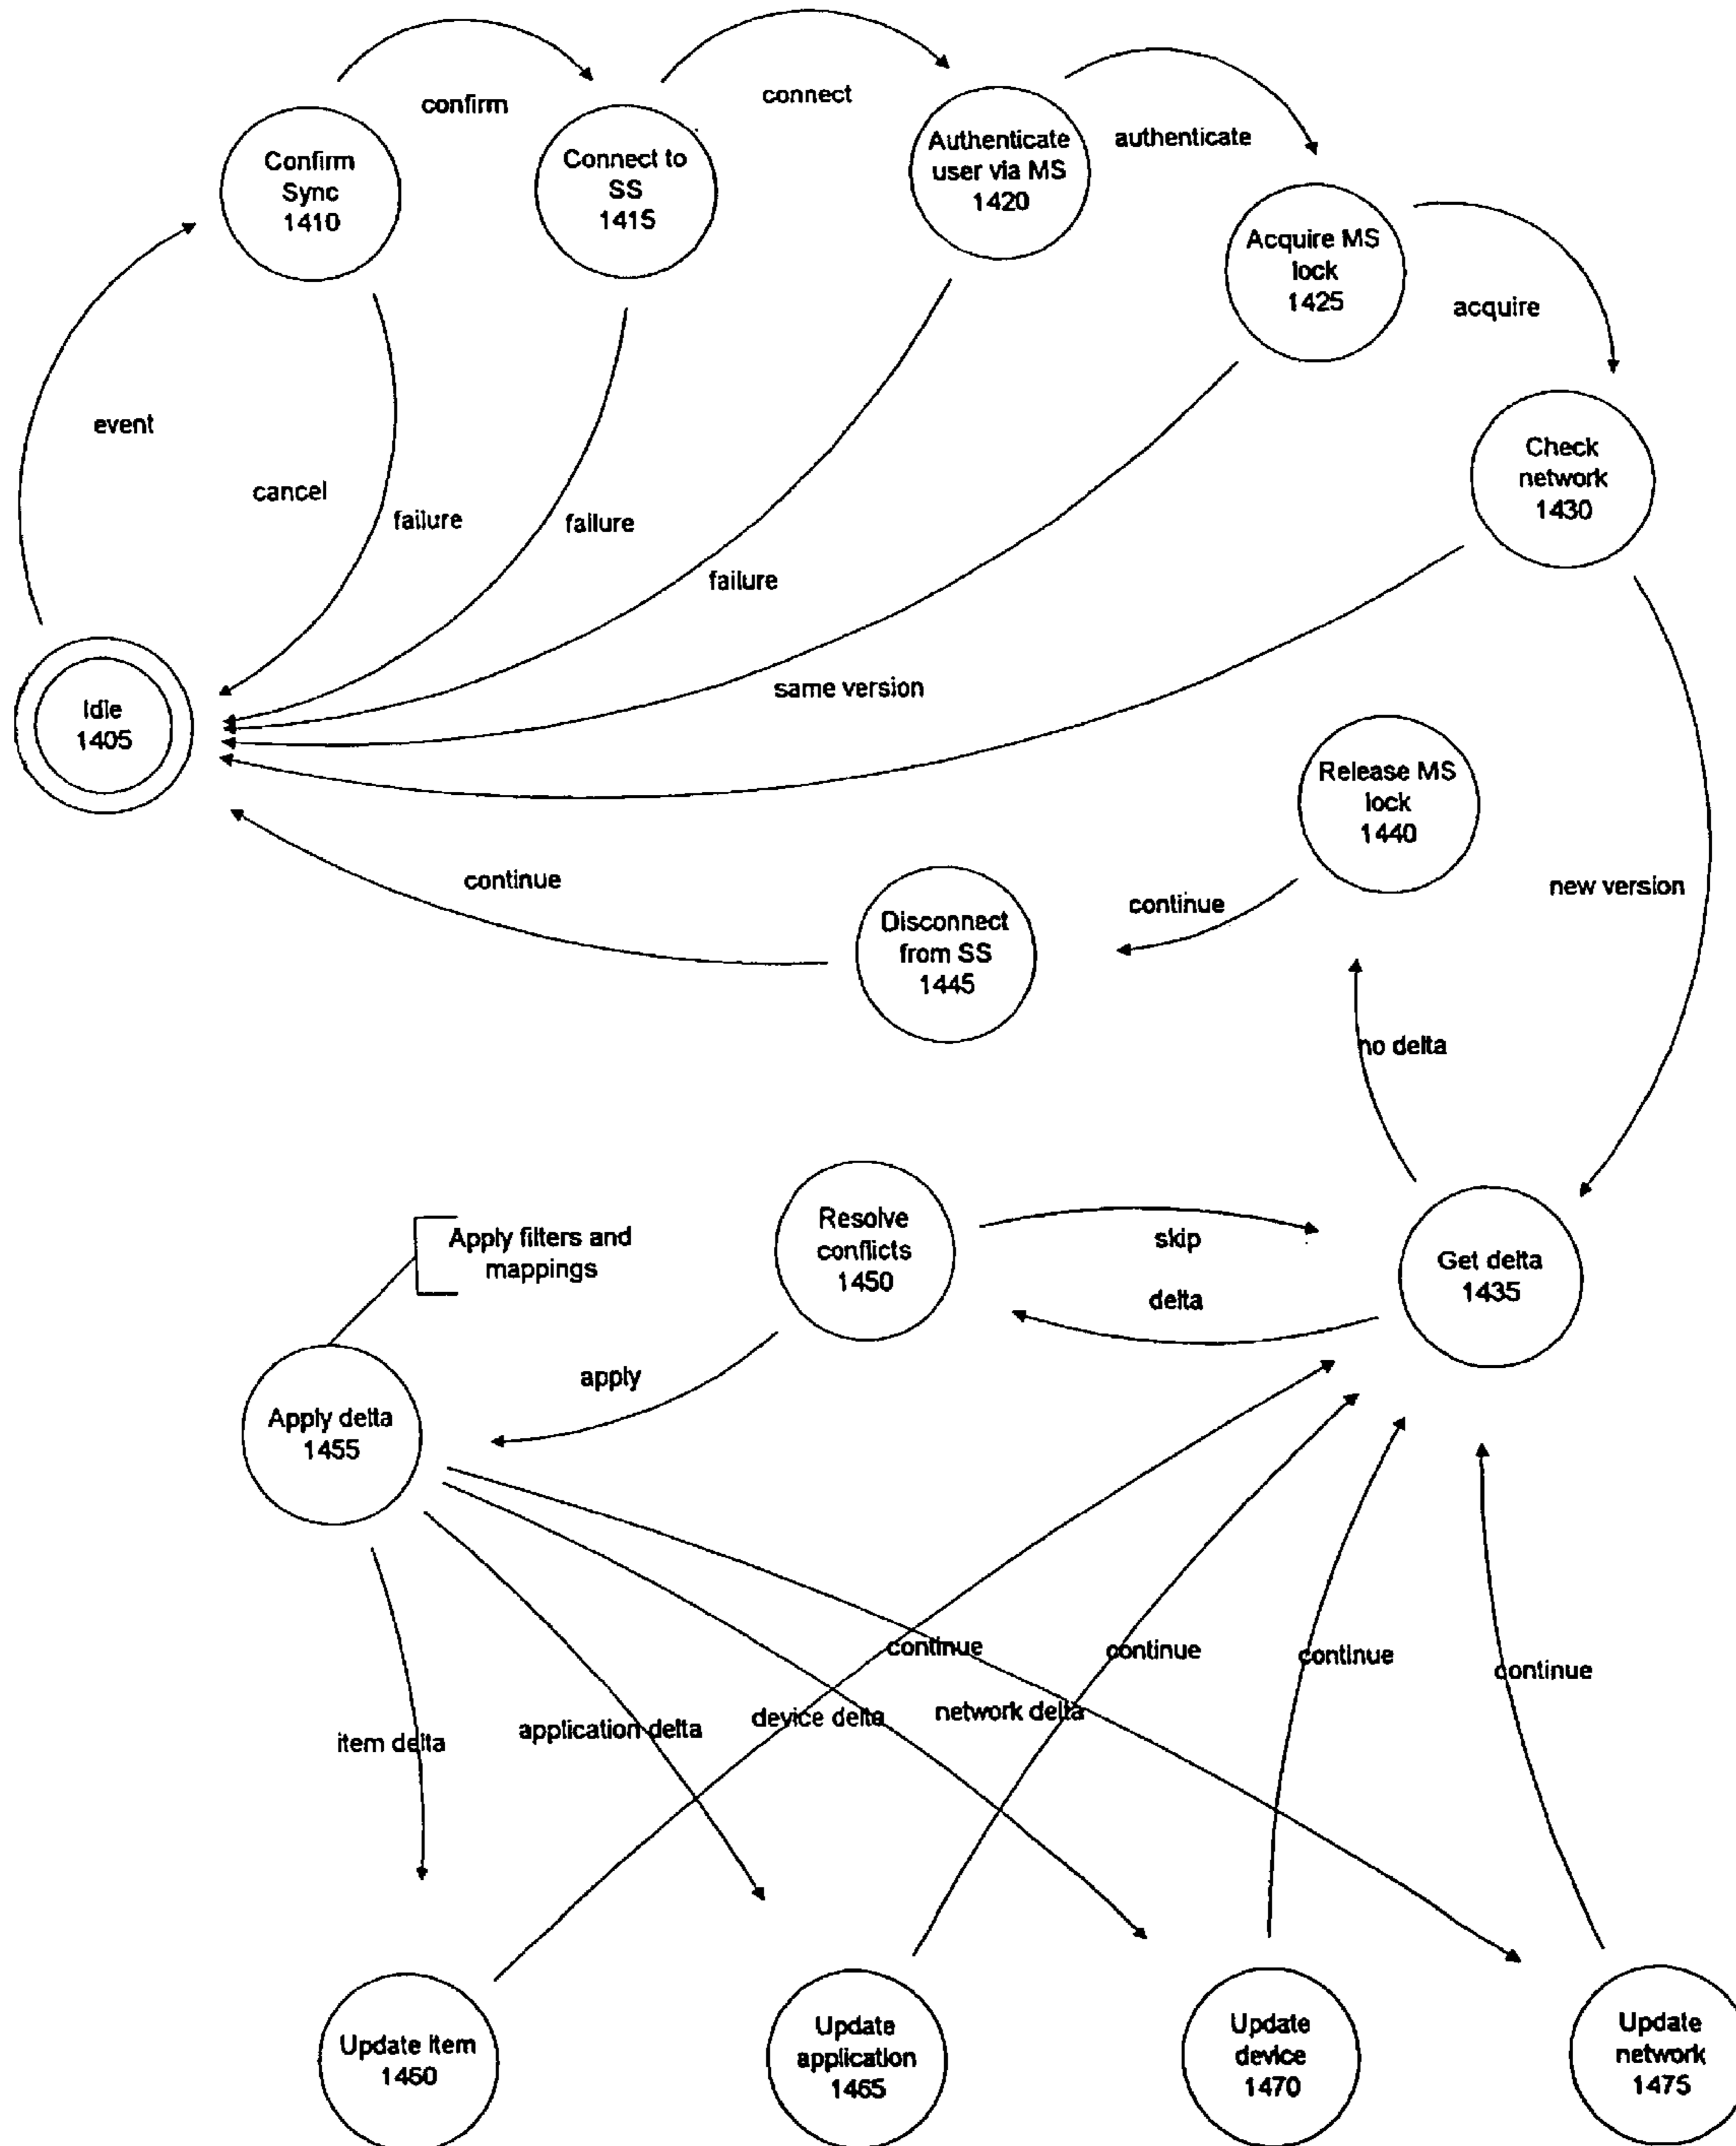 confirm
connect
authenticate
Confirm
Sync
1410
Connect to
SS
1415
Authenticate
user via MS
1420
Acquire MS
lock
1425
acquire
event
cancel
failure
failure
failure
Check
network
1430
same version
Idle
1405
Release MS
lock
1440
new version
continue
continue
Disconnect
from SS
1445
no delta
Apply filters and
mappings
Resolve
conflicts
1450
skip
delta
Get delta
1435
apply
Apply delta
1455
continue
continue
continue
continue
item delta
application delta
device delta
network delta
Update item
1460
Update
application
1465
Update
device
1470
Update
network
1475